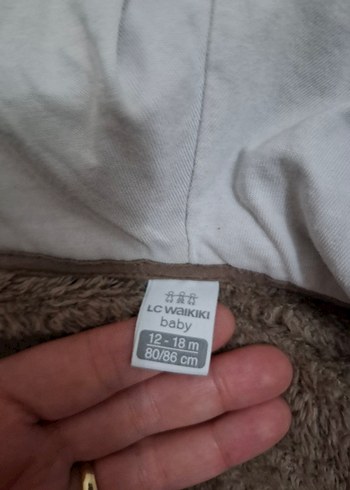 LC WAIKIKI
baby
12 - 18 m
80/86 cm